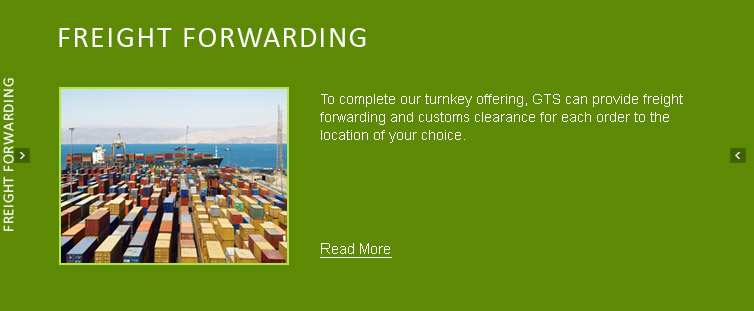 FREIGHT FORWARDING
FREIGHT FORWARDING
To complete our turnkey offering, GTS can provide freight
forwarding and customs clearance for each order to the
location of your choice.
Read More